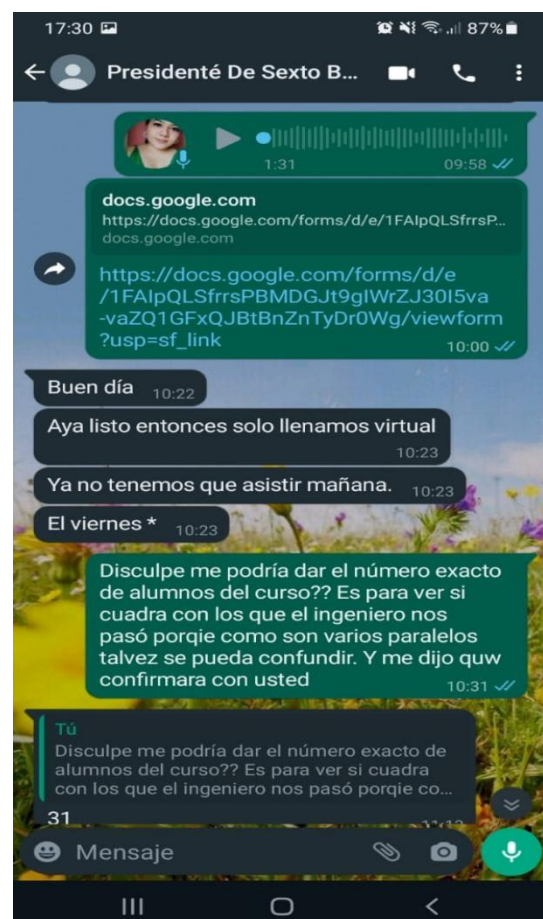 17:30
87%
Presidenté De Sexto B...
1:31
09:58
docs.google.com
https://docs.google.com/forms/d/e/1FAIpQLSfrrsP...
docs.google.com
https://docs.google.com/forms/d/e
/1FAIpQLSfrrsPBMDGJt9gIWrZJ30I5va
-vaZQ1GFxQJBtBnZnTyDr0Wg/viewform
?usp=sf_link
10:00
Buen día
10:22
Aya listo entonces solo llenamos virtual
10:23
Ya no tenemos que asistir mañana.
10:23
El viernes *
10:23
Disculpe me podría dar el número exacto
de alumnos del curso?? Es para ver si
cuadra con los que el ingeniero nos
pasó porqie como son varios paralelos
talvez se pueda confundir. Y me dijo quw
confirmara con usted
10:31
Tú
Disculpe me podría dar el número exacto de
alumnos del curso?? Es para ver si cuadra
con los que el ingeniero nos pasó porqie co...
31
Mensaje